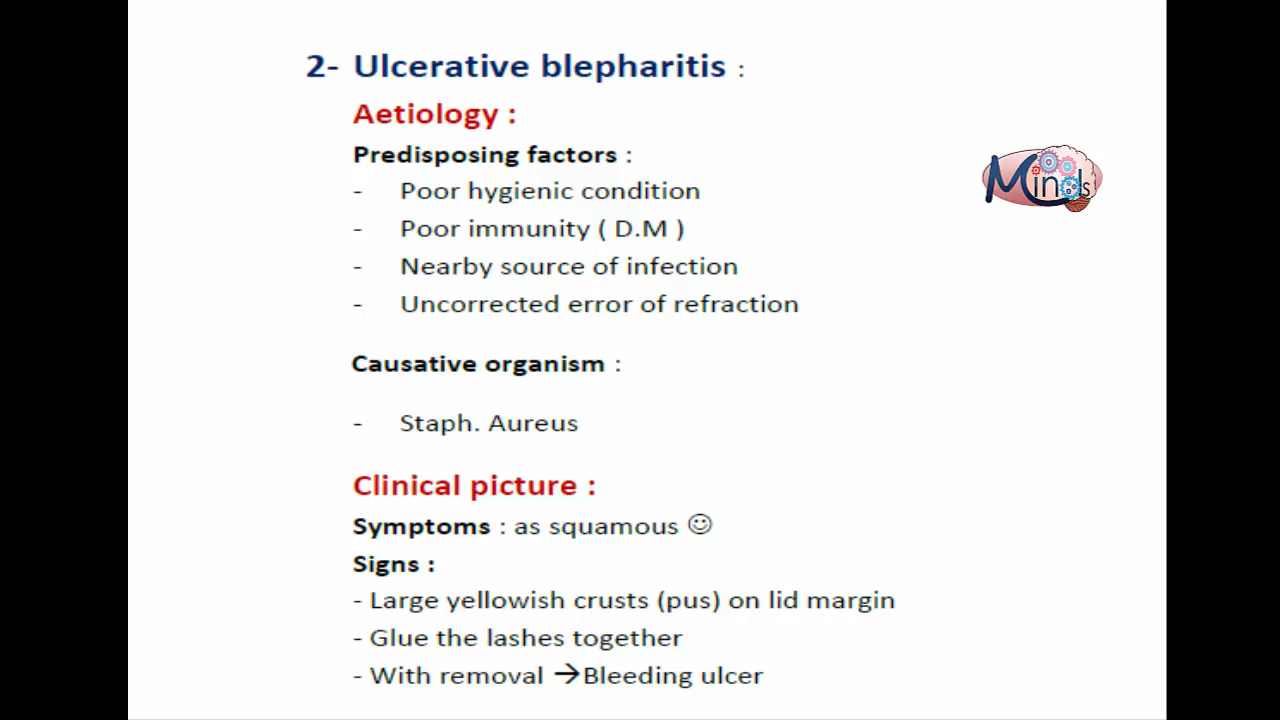 2- Ulcerative blepharitis :
Aetiology :
Predisposing factors :
- Poor hygienic condition
- Poor immunity ( D.M )
- Nearby source of infection
- Uncorrected error of refraction
Minds
Causative organism :
- Staph. Aureus
Clinical picture :
Symptoms : as squamous ☺
Signs :
- Large yellowish crusts (pus) on lid margin
- Glue the lashes together
- With removal →Bleeding ulcer